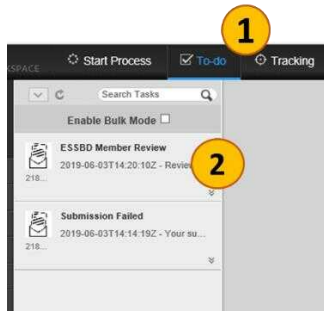 1
KSPACE Start Process To-do Tracking
Search Tasks
Enable Bulk Mode
ESSBD Member Review
2019-06-03T14:20:10Z - Review
2
218...
Submission Failed
2019-06-03T14:14:19Z - Your su...
218...